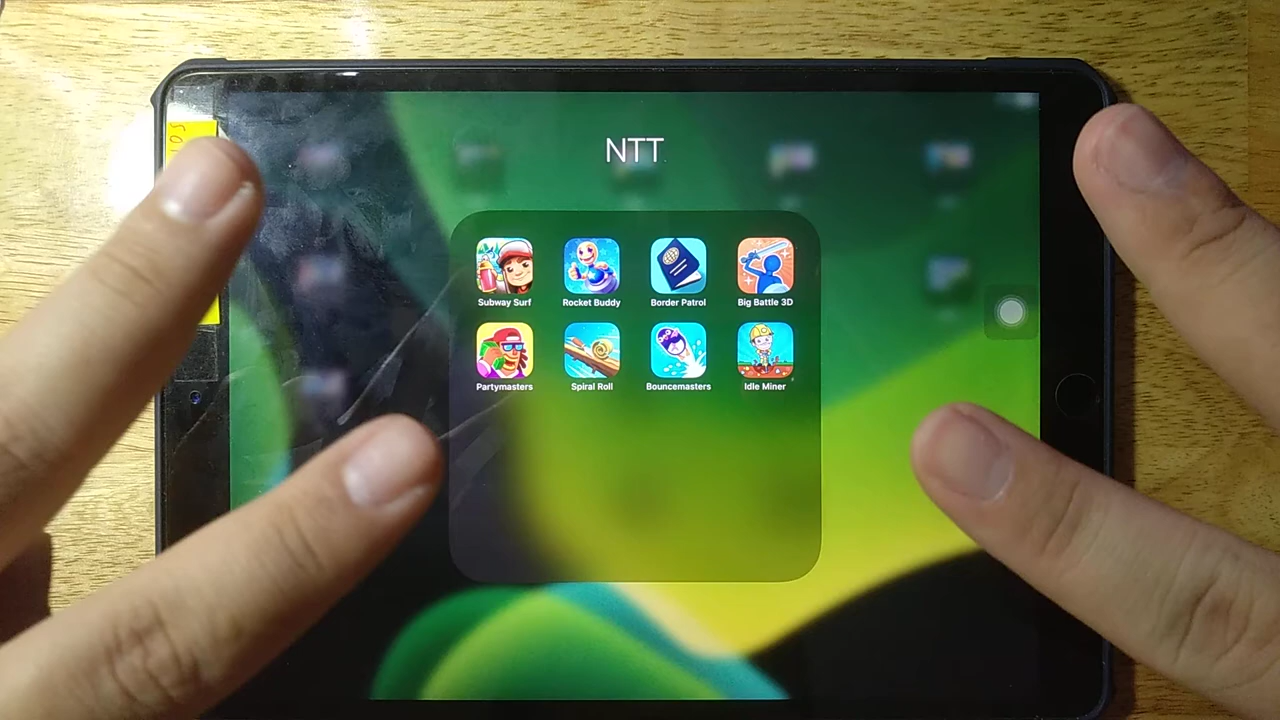 NTT
Subway Surf Rocket Buddy Border Patrol Big Battle 3D
Partymasters Spiral Roll Bouncemasters Idle Miner